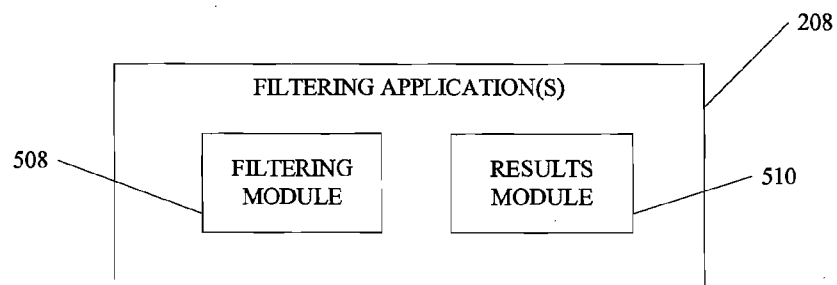 208
FILTERING APPLICATION(S)
508
FILTERING
MODULE
RESULTS
MODULE
510